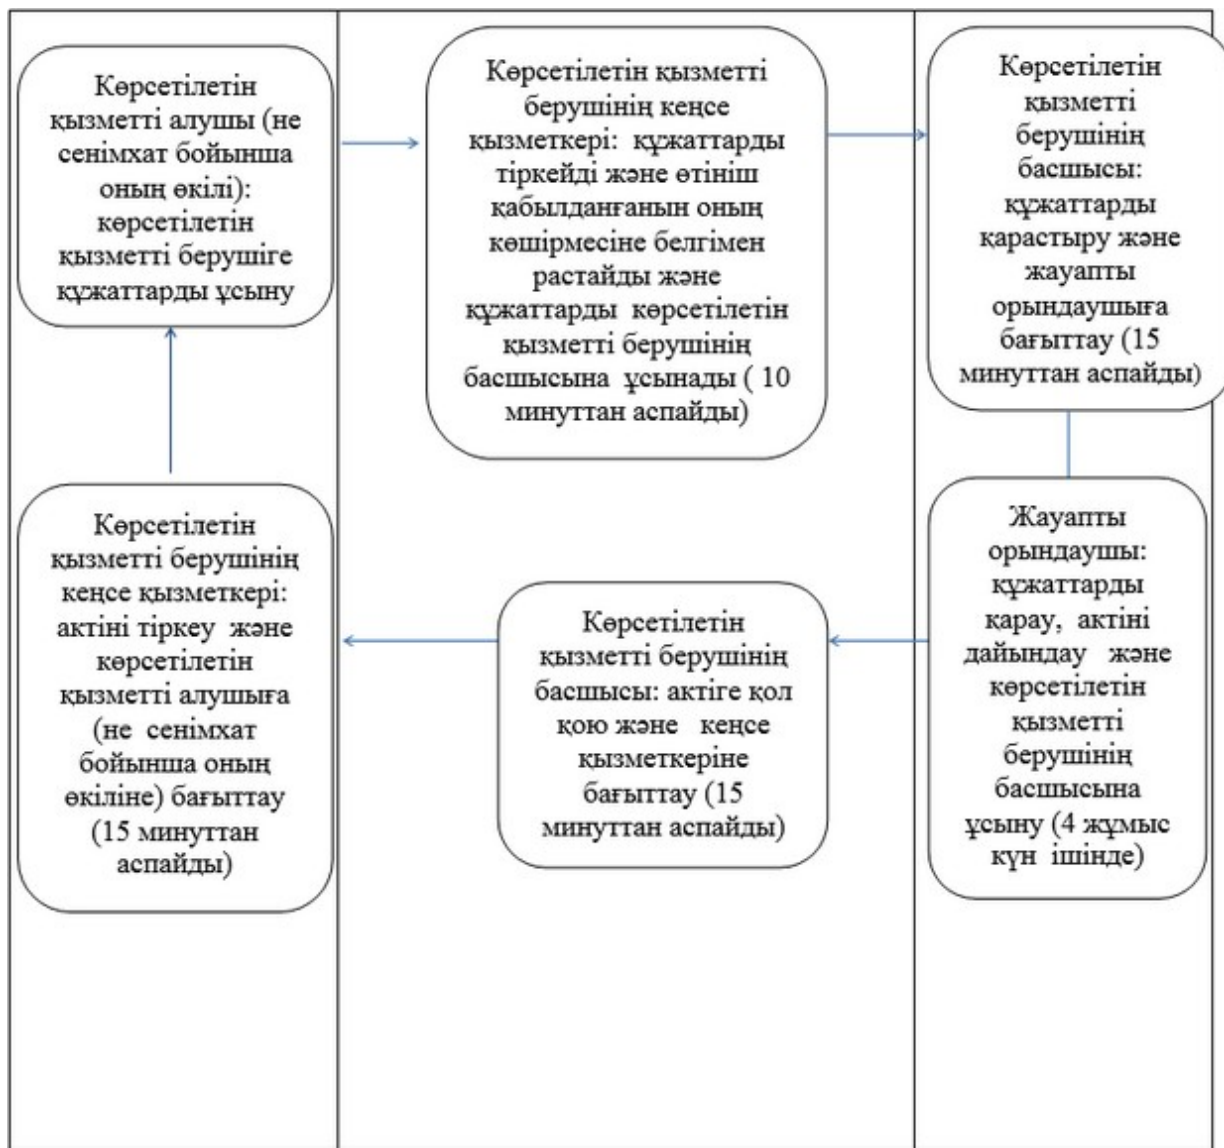 Көрсетілетін
қызметті алушы (не
сенімхат бойынша
оның өкілі):
көрсетілетін
қызметті берушіге
құжаттарды ұсыну
Көрсетілетін қызметті
берушінің кеңсе
қызметкері: құжаттарды
тіркейді және өтініш
қабылданғанын оның
көшірмесіне белгімен
растайды және
құжаттарды көрсетілетін
қызметті берушінің
басшысына ұсынады ( 10
минуттан аспайды)
Көрсетілетін
қызметті
берушінің
басшысы:
құжаттарды
қарастыру және
жауапты
орындаушыға
бағыттау (15
минуттан аспайды)
Жауапты
орындаушы:
құжаттарды
қарау, актіні
дайындау және
көрсетілетін
қызметті
берушінің
басшысына
ұсыну (4 жұмыс
күн ішінде)
Көрсетілетін
қызметті берушінің
басшысы: актіге қол
қою және кеңсе
қызметкеріне
бағыттау (15
минуттан аспайды)
Көрсетілетін
қызметті берушінің
кеңсе қызметкері:
актіні тіркеу және
көрсетілетін
қызметті алушыға
(не сенімхат
бойынша оның
өкіліне) бағыттау
(15 минуттан
аспайды)